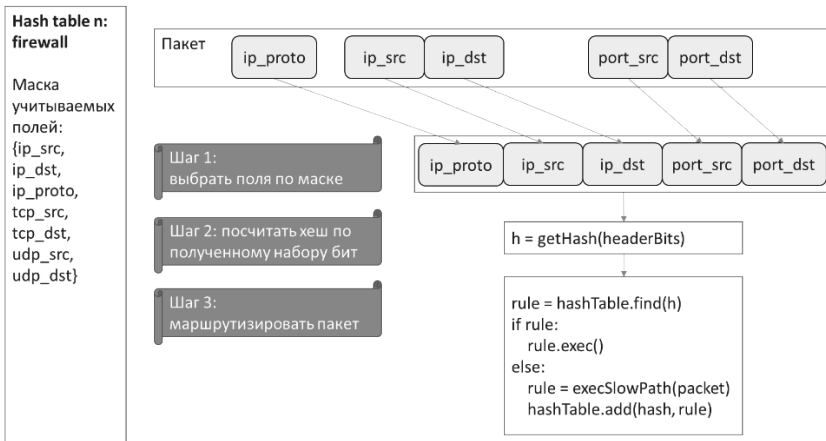 Hash table n:
firewall
Маска
учитываемых
полей:
{ip_src,
ip_dst,
ip_proto,
tcp_src,
tcp_dst,
udp_src,
udp_dst}
Пакет
ip_proto
ip_src
ip_dst
port_src
port_dst
Шаг 1:
выбрать поля по маске
ip_proto
ip_src
ip_dst
port_src
port_dst
Шаг 2: посчитать хеш по
полученному набору бит
h = getHash(headerBits)
Шаг 3:
маршрутизировать пакет
rule = hashTable.find(h)
if rule:
rule.exec()
else:
rule = execSlowPath(packet)
hashTable.add(hash, rule)